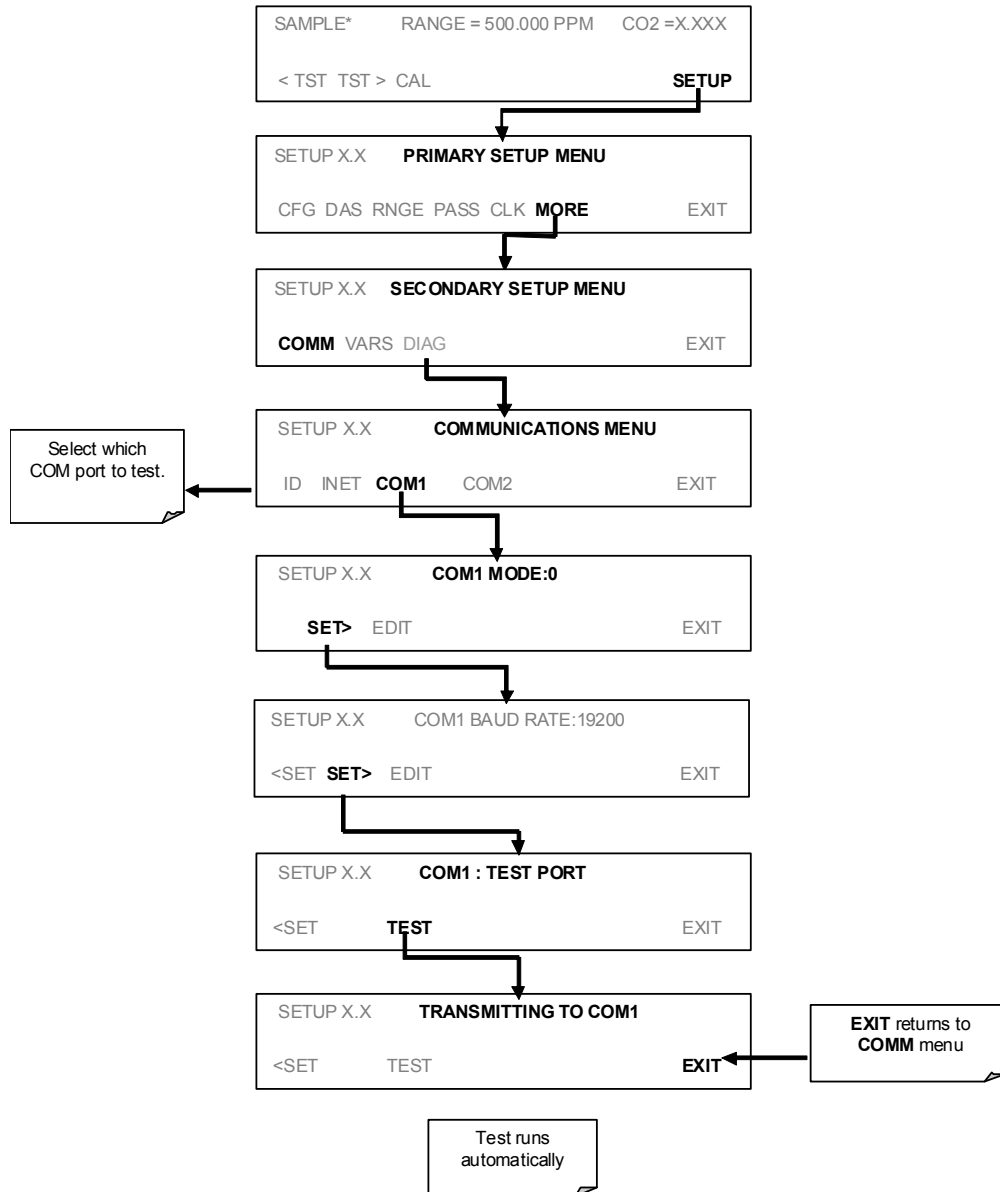 SAMPLE* RANGE = 500.000 PPM CO2 =X.XXX
< TST TST > CAL SETUP
SETUP X.X PRIMARY SETUP MENU
CFG DAS RNGE PASS CLK MORE EXIT
SETUP X.X SECONDARY SETUP MENU
COMM VARS DIAG EXIT
SETUP X.X COMMUNICATIONS MENU
ID INET COM1 COM2 EXIT
Select which
COM port to test.
SETUP X.X COM1 MODE:0
SET> EDIT EXIT
SETUP X.X COM1 BAUD RATE:19200
<SET SET> EDIT EXIT
SETUP X.X COM1 : TEST PORT
<SET TEST EXIT
SETUP X.X TRANSMITTING TO COM1
<SET TEST EXIT
EXIT returns to
COMM menu
Test runs
automatically